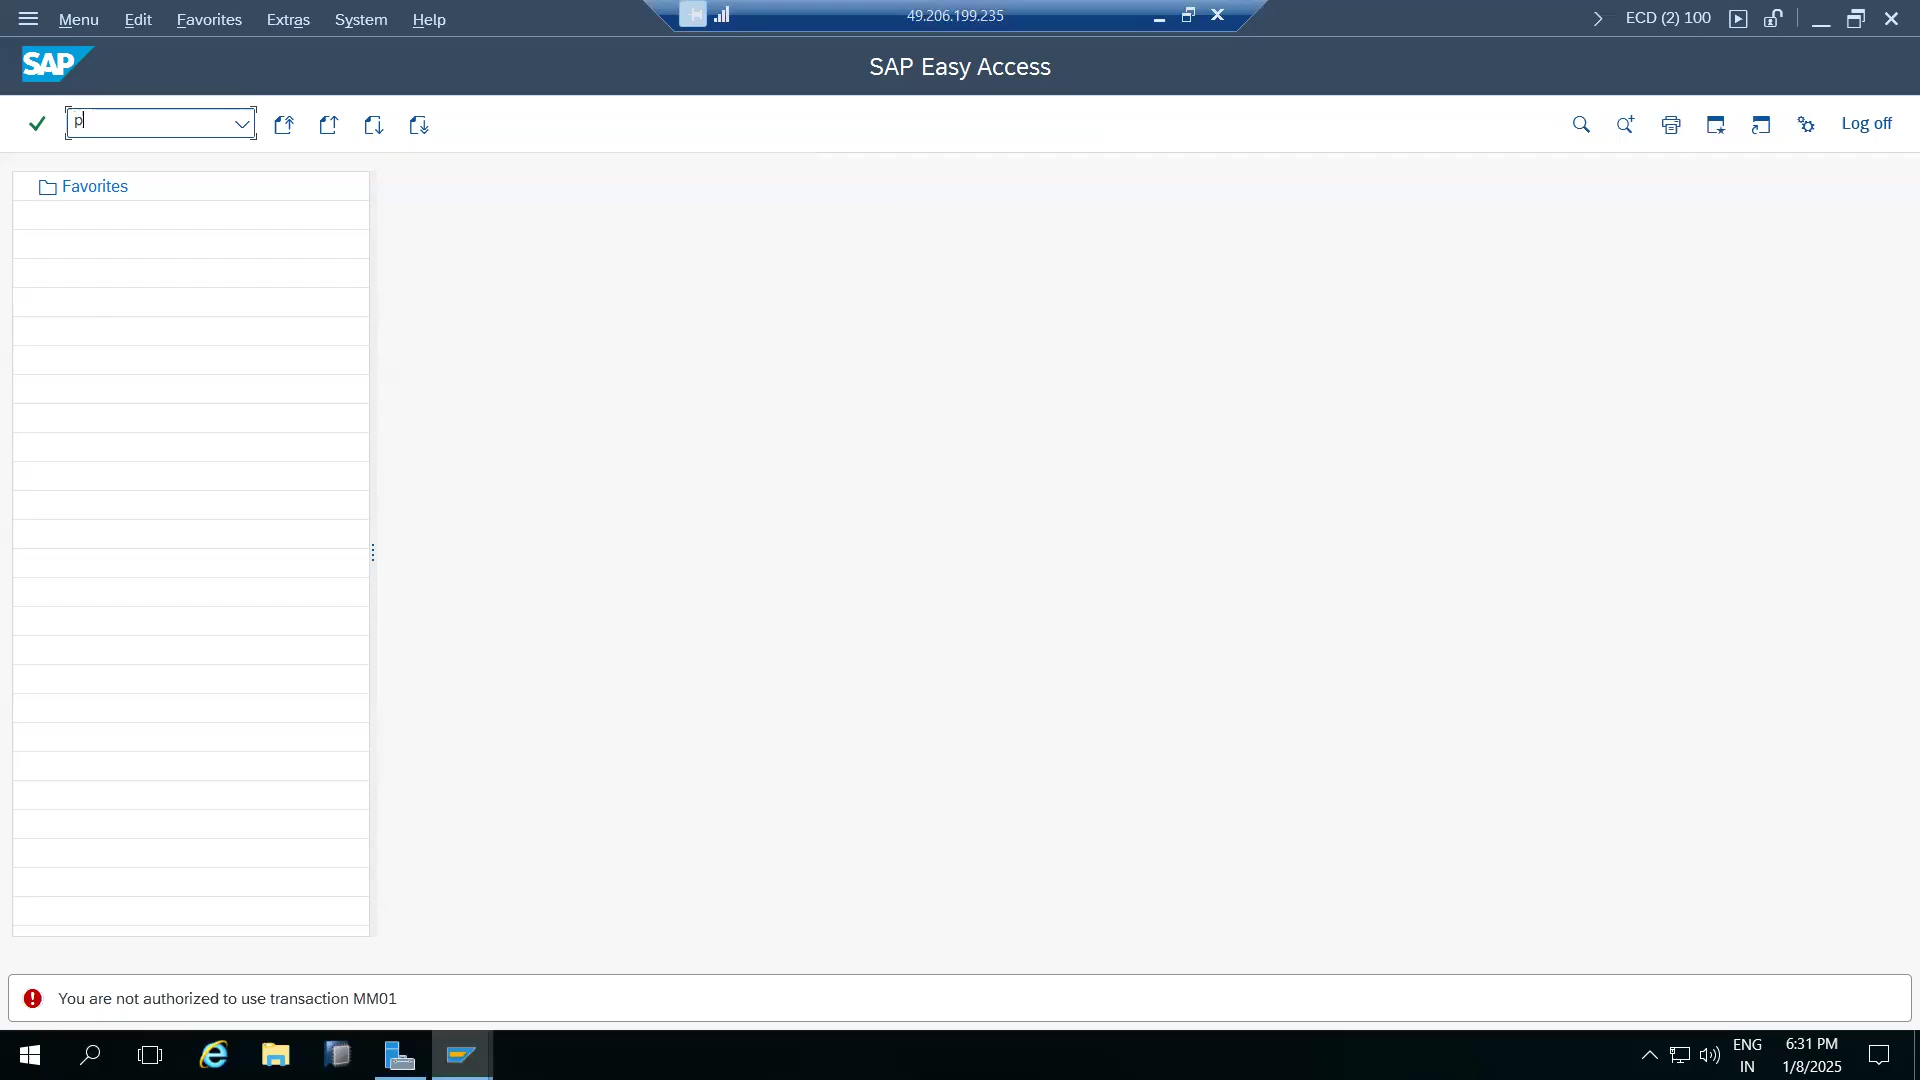 Menu Edit Favorites Extras System Help
49.206.199.235
ECD (2) 100
SAP
SAP Easy Access
p
Log off
Favorites
You are not authorized to use transaction MM01
ENG
IN
6:31 PM
1/8/2025